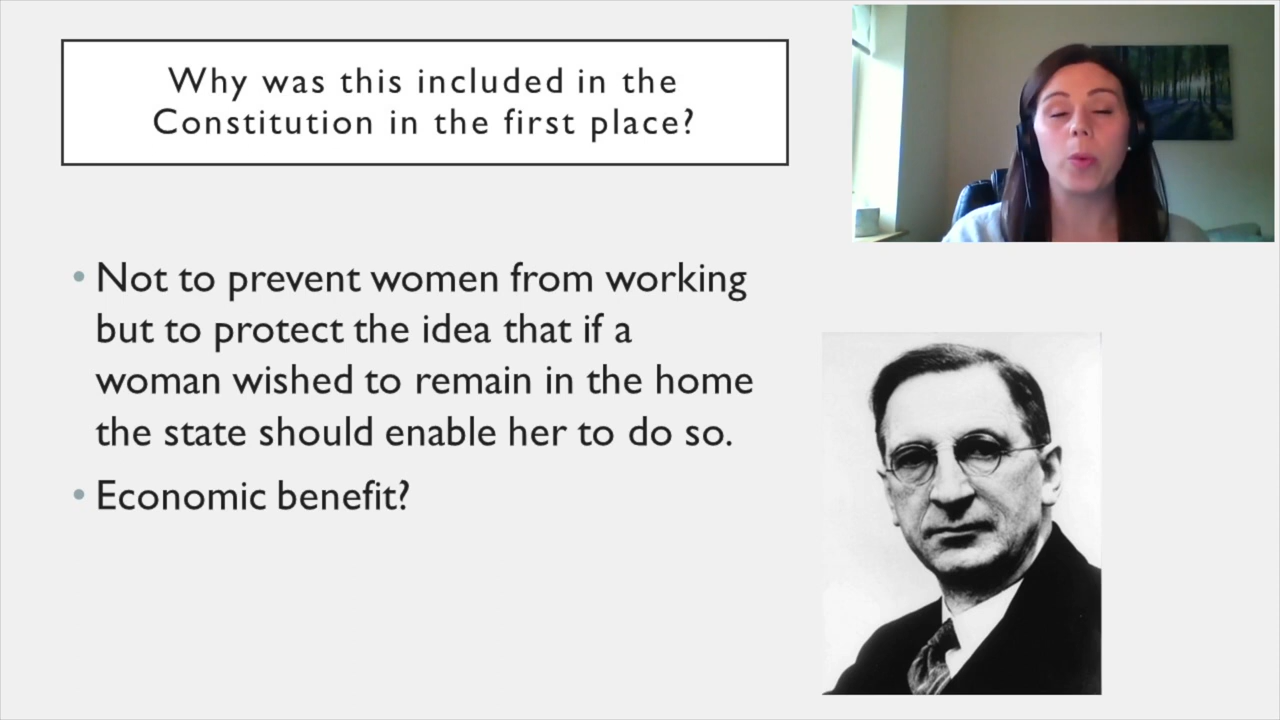 Why was this included in the
Constitution in the first place?
• Not to prevent women from working
but to protect the idea that if a
woman wished to remain in the home
the state should enable her to do so.
• Economic benefit?